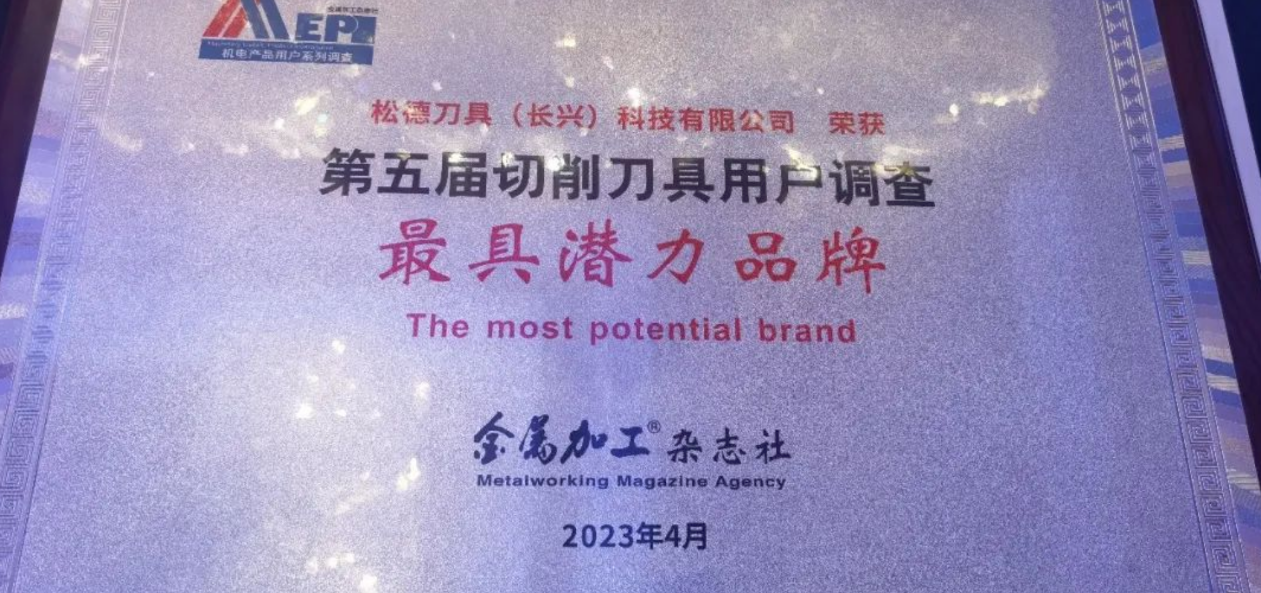 MEPI
机电产品用户系列调查
松德刀具（长兴）科技有限公司 荣获
第五届切削刀具用户调查
最具潜力品牌
The most potential brand
金属加工®杂志社
Metalworking Magazine Agency
2023年4月